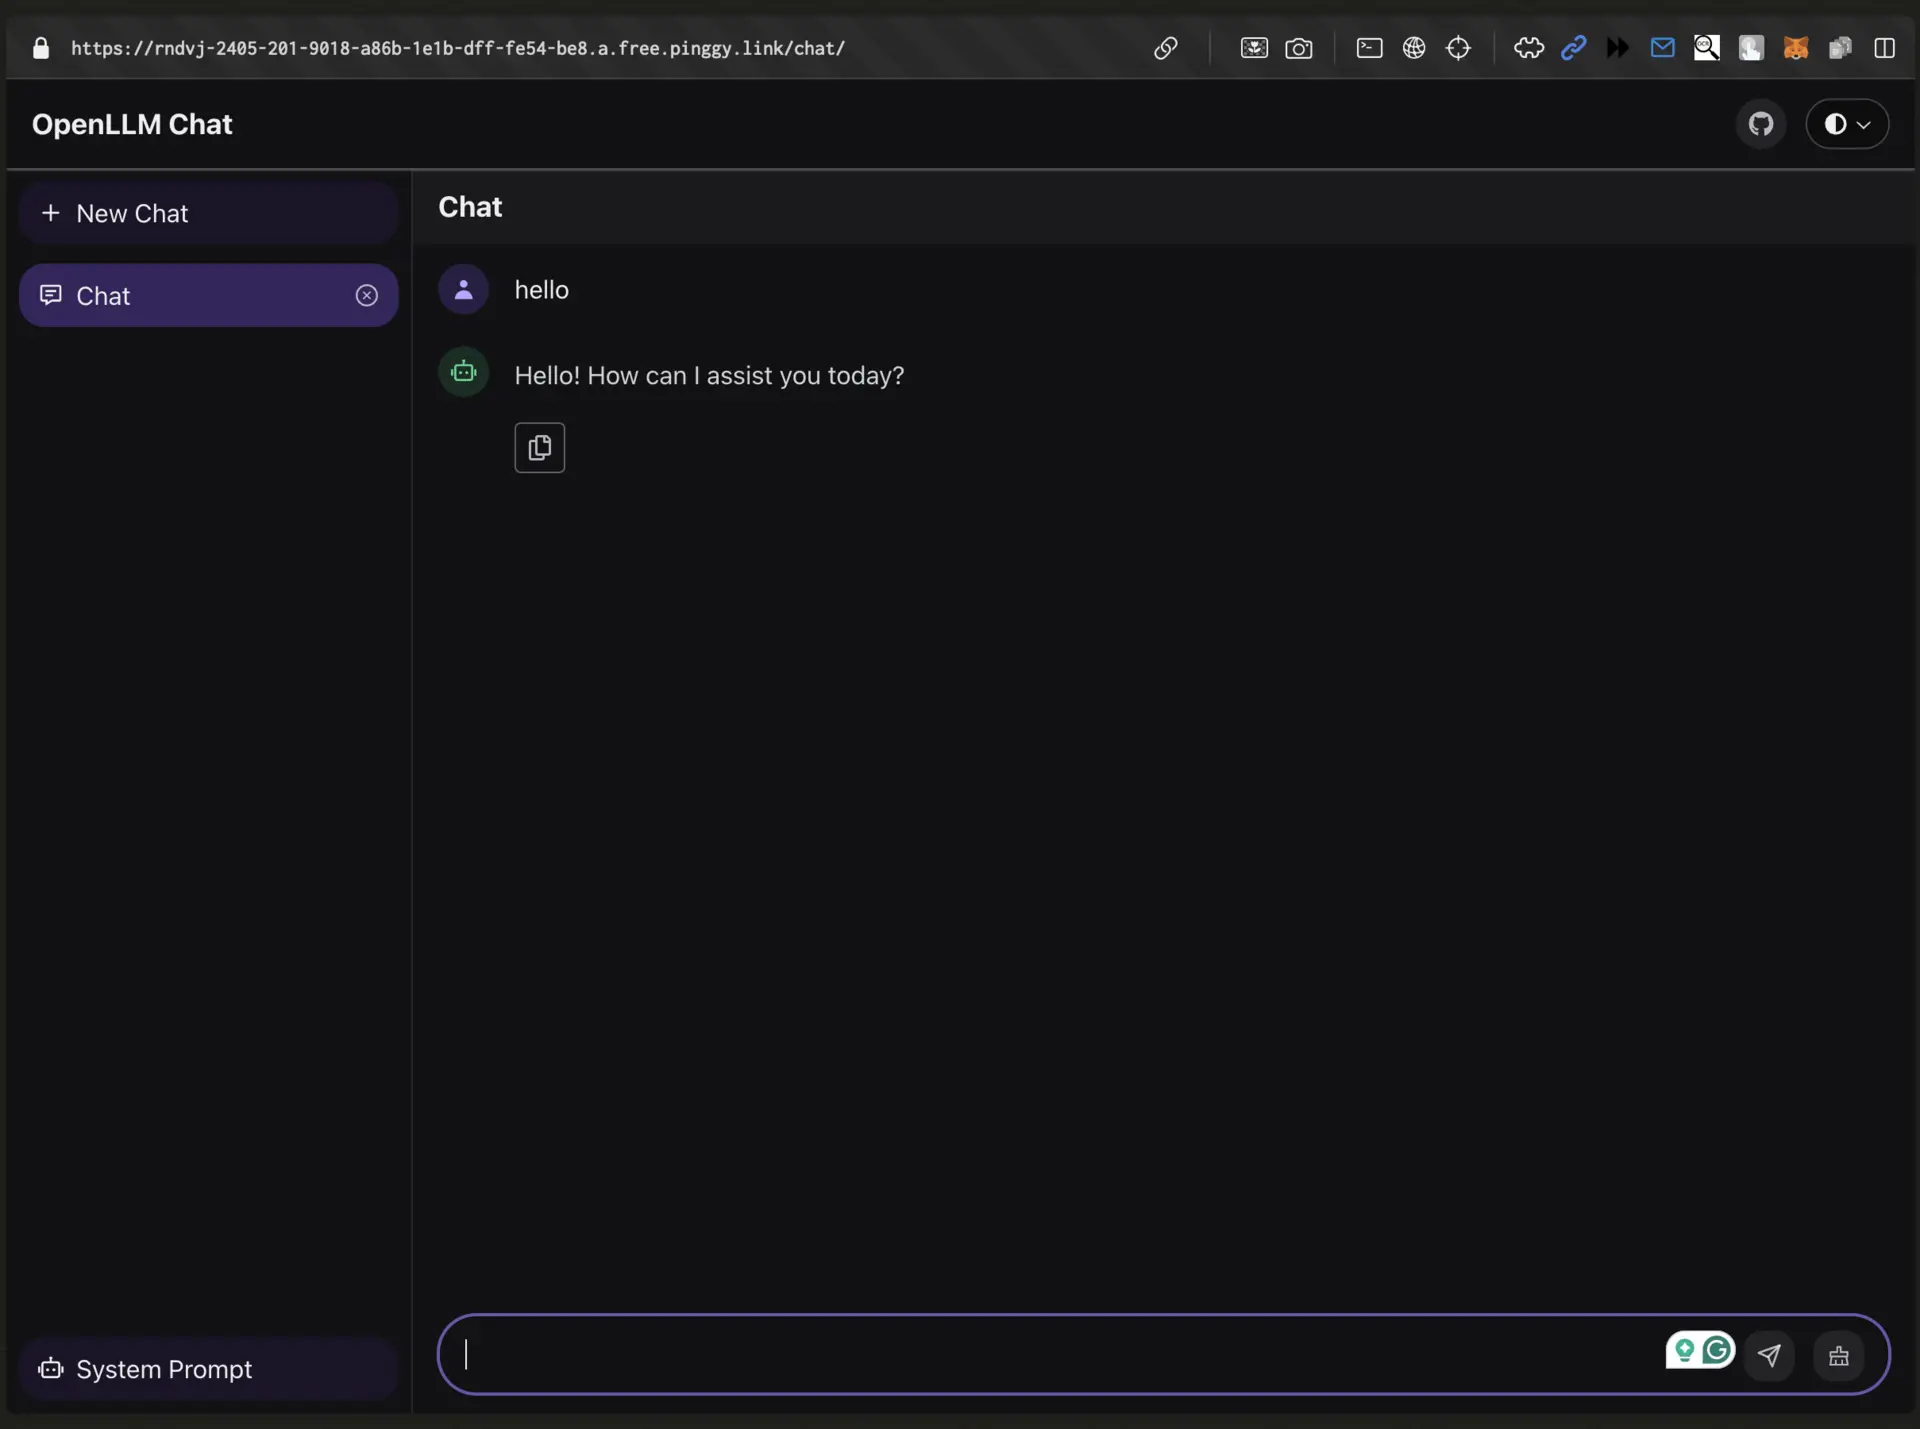 https://rndvj-2405-201-9018-a86b-1e1b-dff-fe54-be8.a.free.pinggy.link/chat/
OpenLLM Chat
New Chat
Chat
Chat
hello
Hello! How can I assist you today?
System Prompt